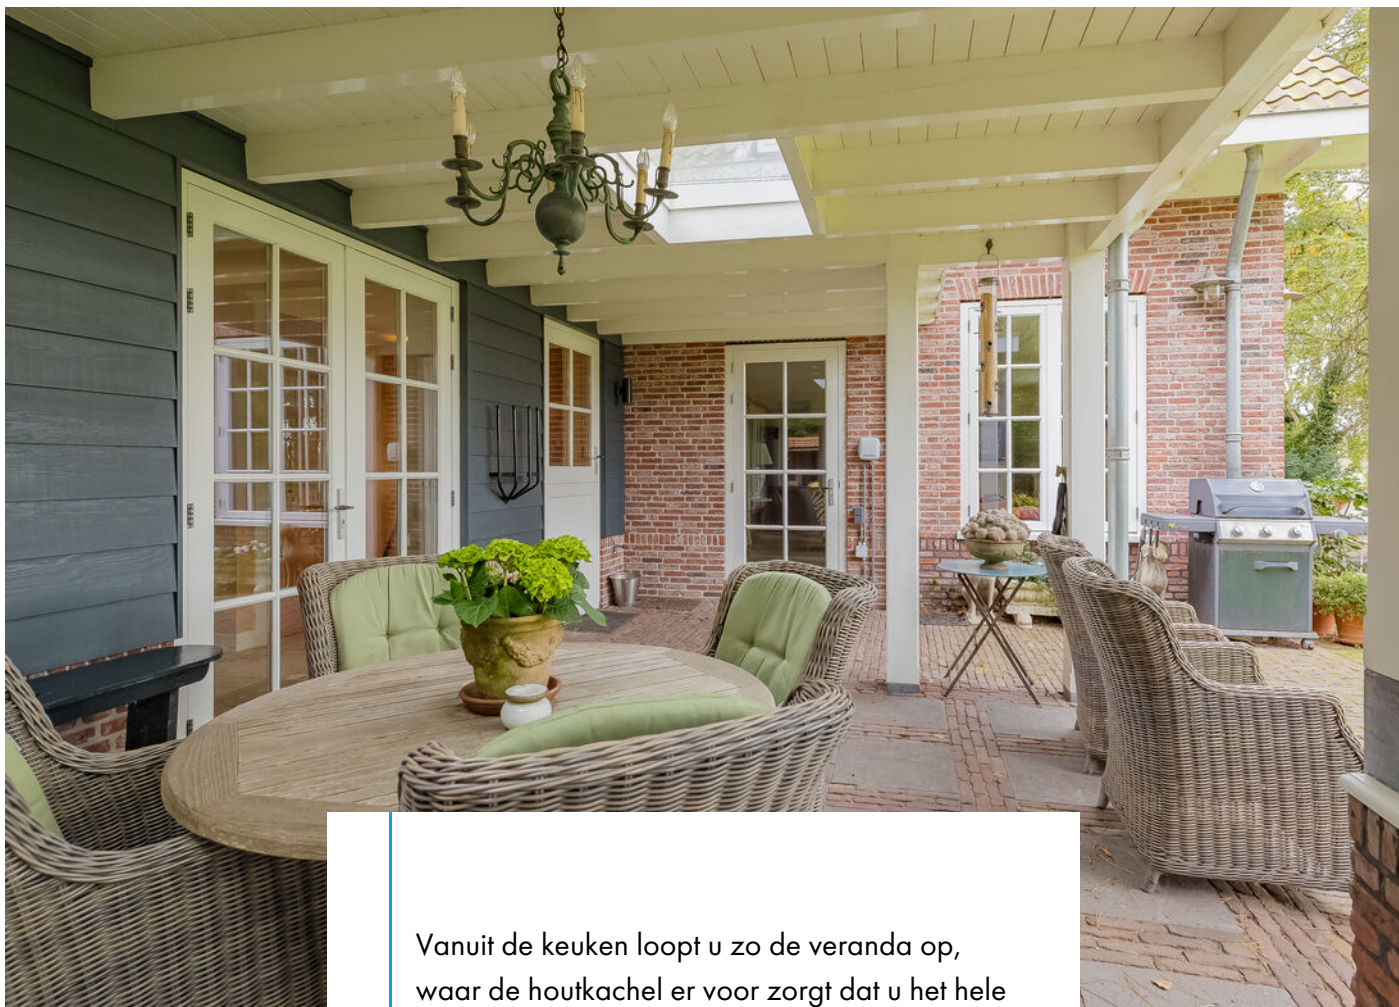 Vanuit de keuken loopt u zo de veranda op,
waar de houtkachel er voor zorgt dat u het hele